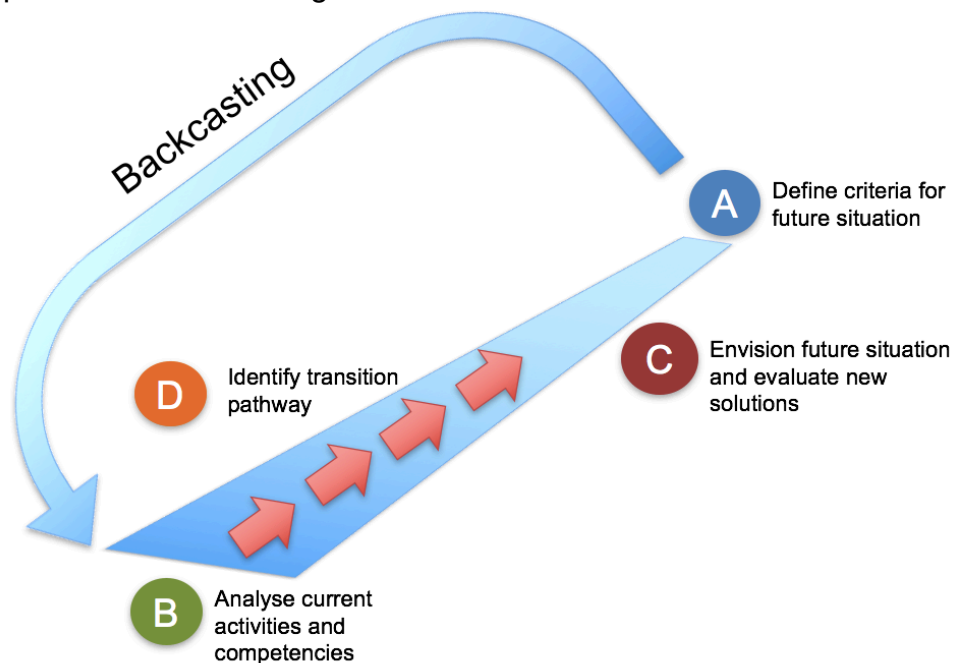 Backcasting
A
Define criteria for
future situation
C
Envision future situation
and evaluate new
solutions
D
Identify transition
pathway
B
Analyse current
activities and
competencies